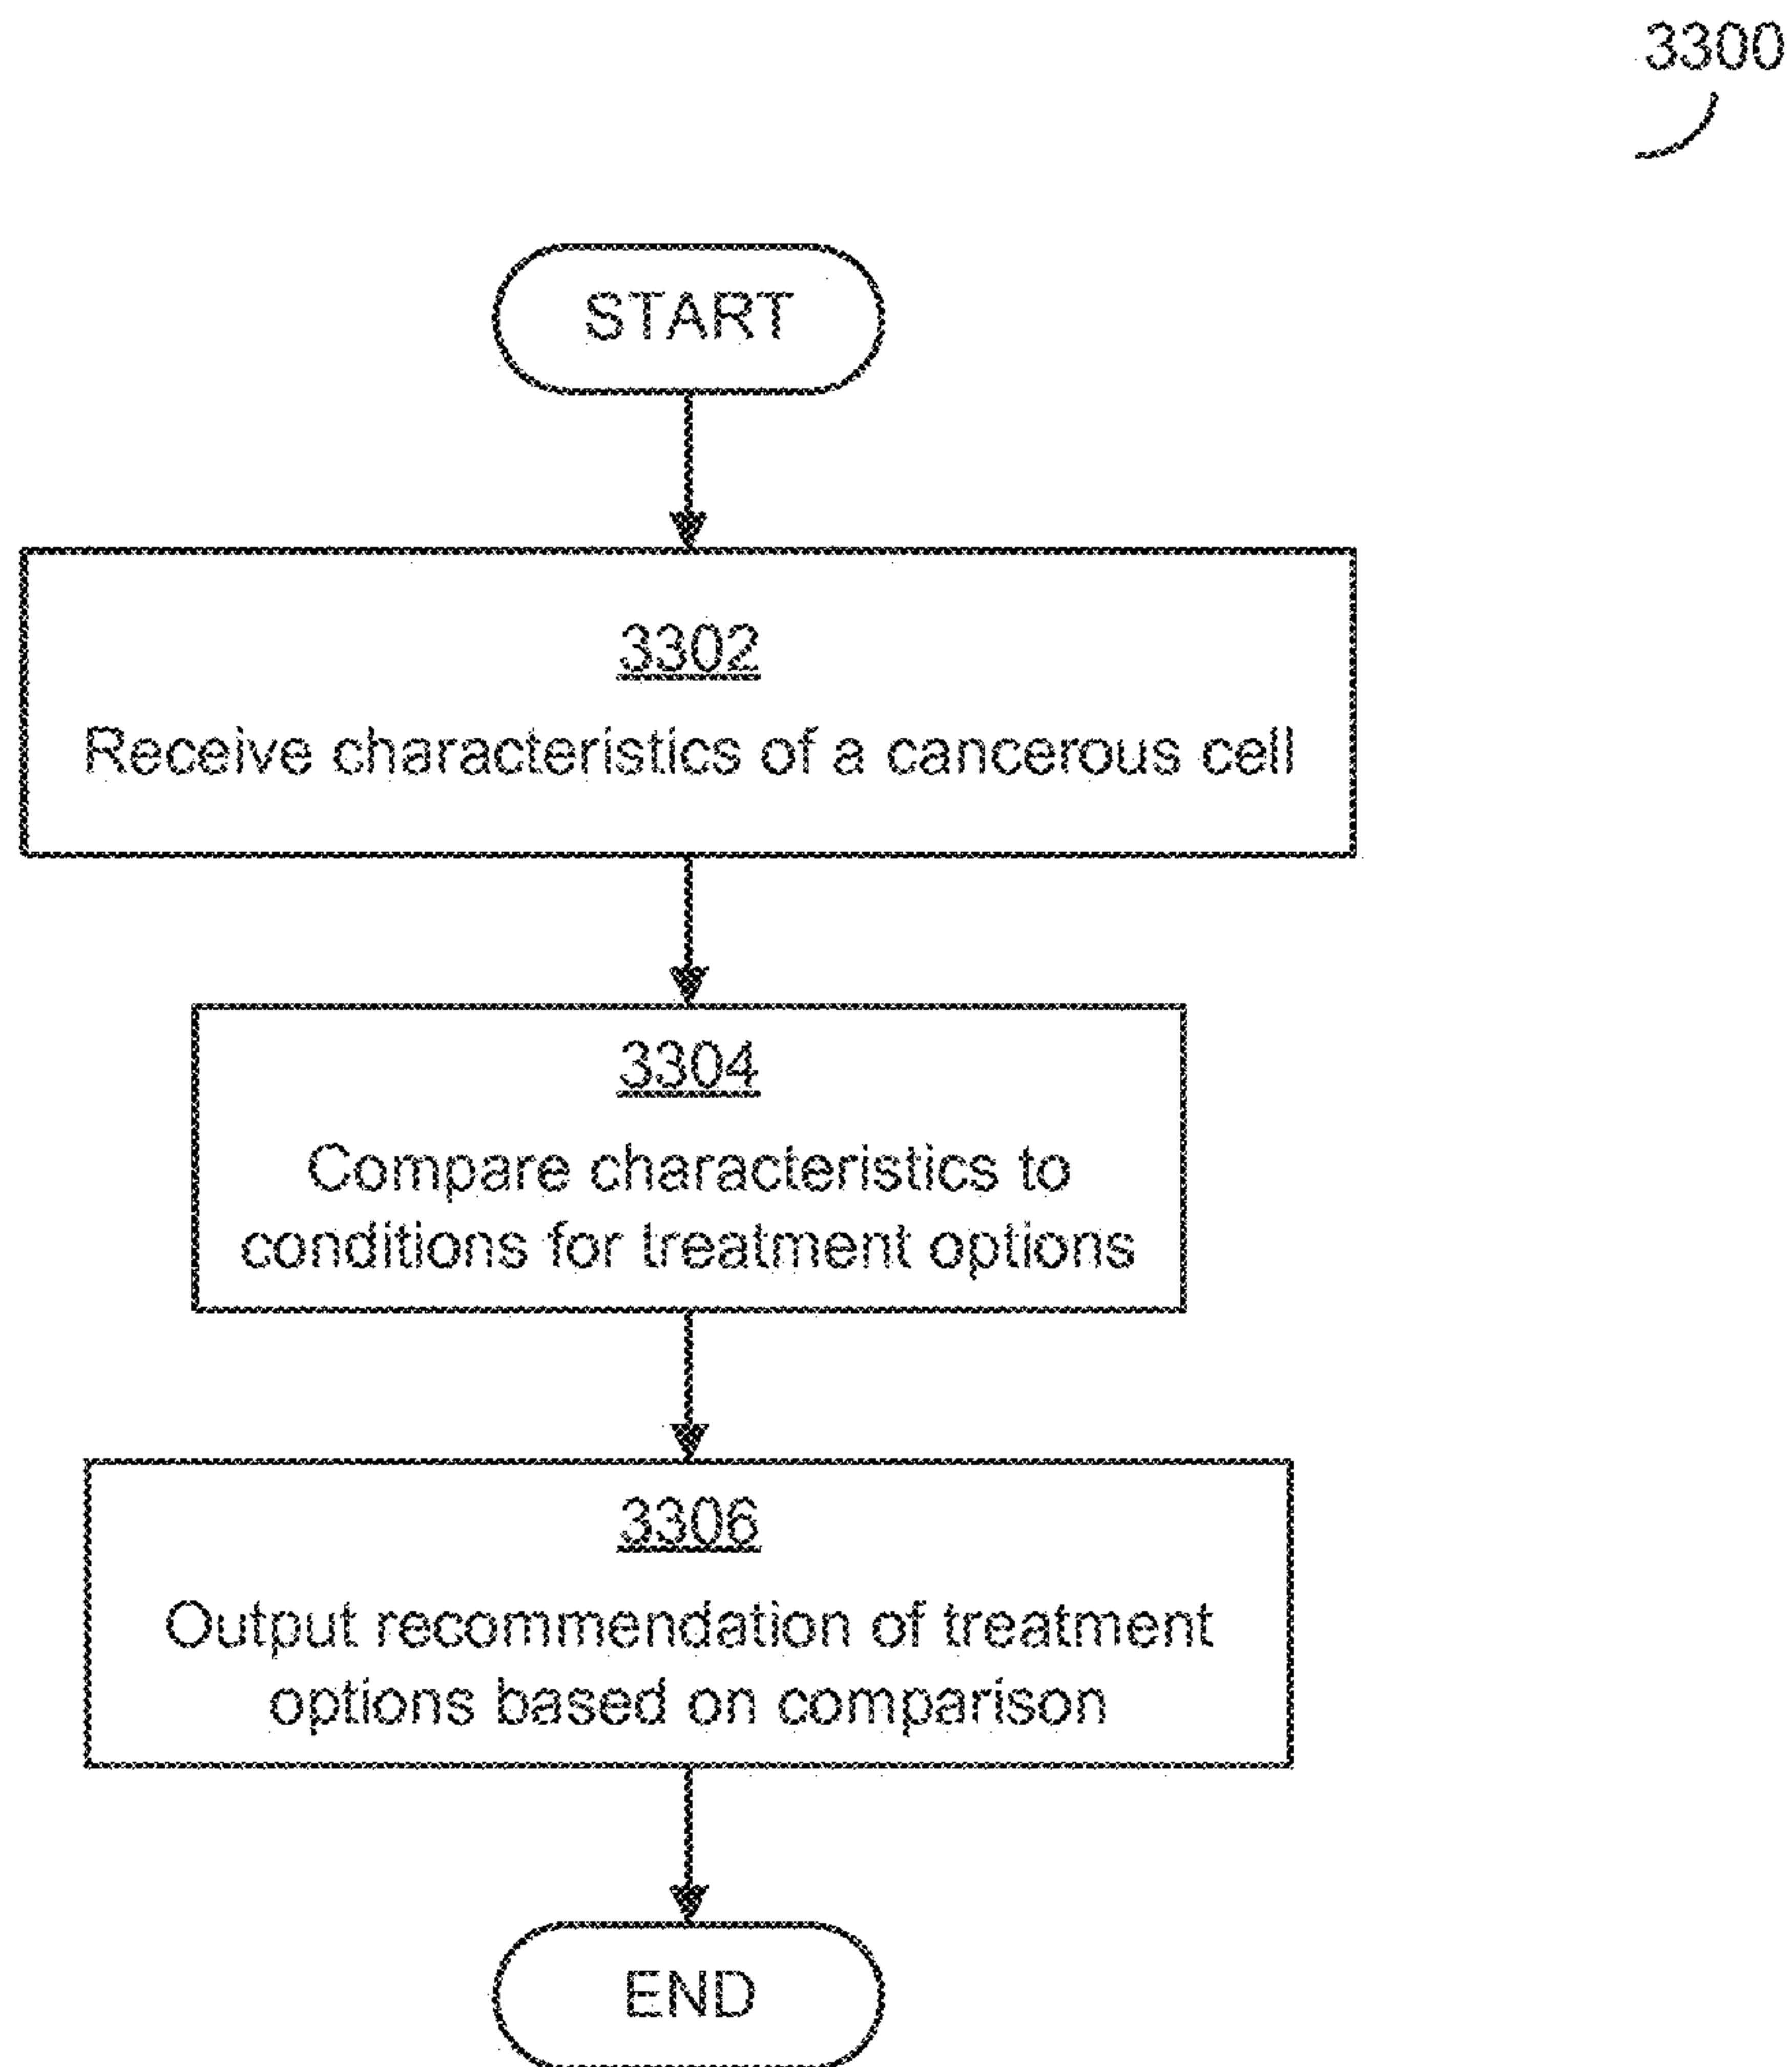 3300
START
3302
Receive characteristics of a cancerous cell
3304
Compare characteristics to
conditions for treatment options
3306
Output recommendation of treatment
options based on comparison
END